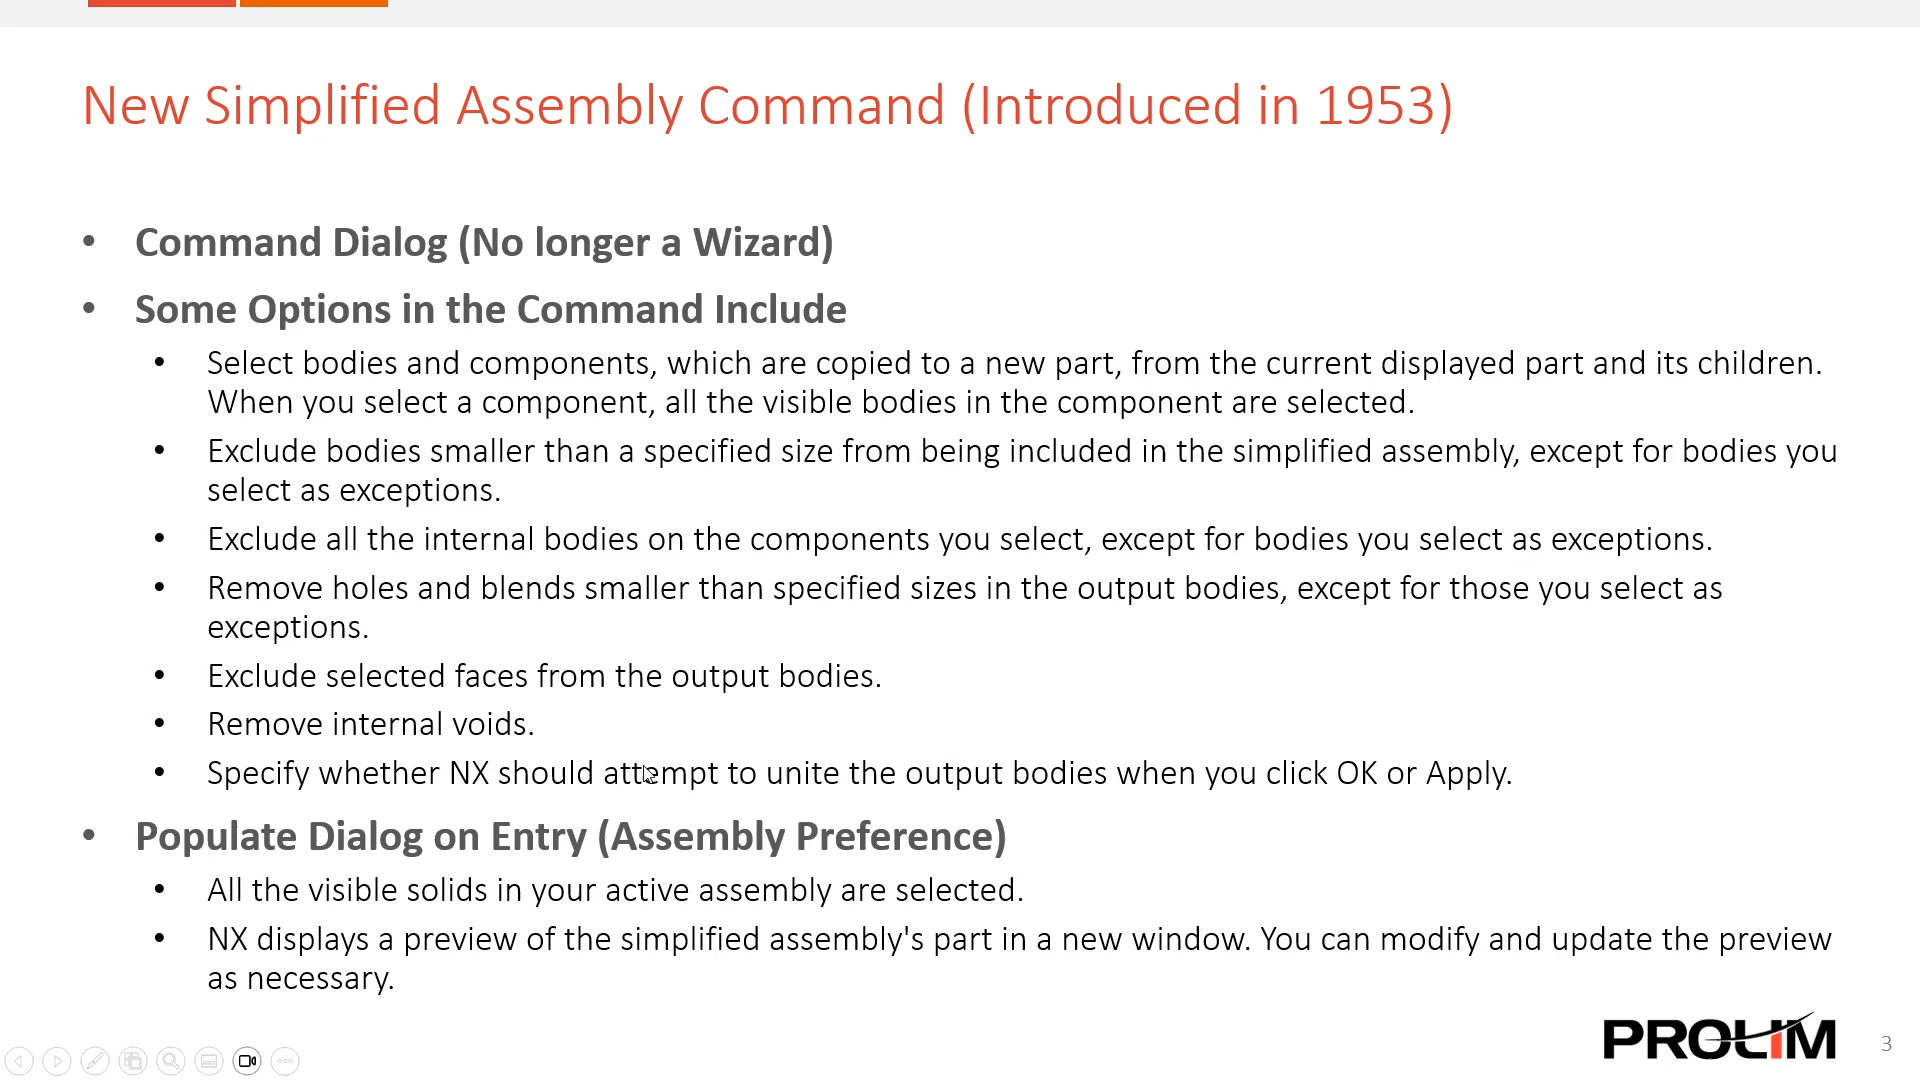 New Simplified Assembly Command (Introduced in 1953)
• Command Dialog (No longer a Wizard)
• Some Options in the Command Include
• Select bodies and components, which are copied to a new part, from the current displayed part and its children.
When you select a component, all the visible bodies in the component are selected.
• Exclude bodies smaller than a specified size from being included in the simplified assembly, except for bodies you
select as exceptions.
• Exclude all the internal bodies on the components you select, except for bodies you select as exceptions.
• Remove holes and blends smaller than specified sizes in the output bodies, except for those you select as
exceptions.
• Exclude selected faces from the output bodies.
• Remove internal voids.
• Specify whether NX should attempt to unite the output bodies when you click OK or Apply.
• Populate Dialog on Entry (Assembly Preference)
• All the visible solids in your active assembly are selected.
• NX displays a preview of the simplified assembly's part in a new window. You can modify and update the preview
as necessary.
PROLIM
3